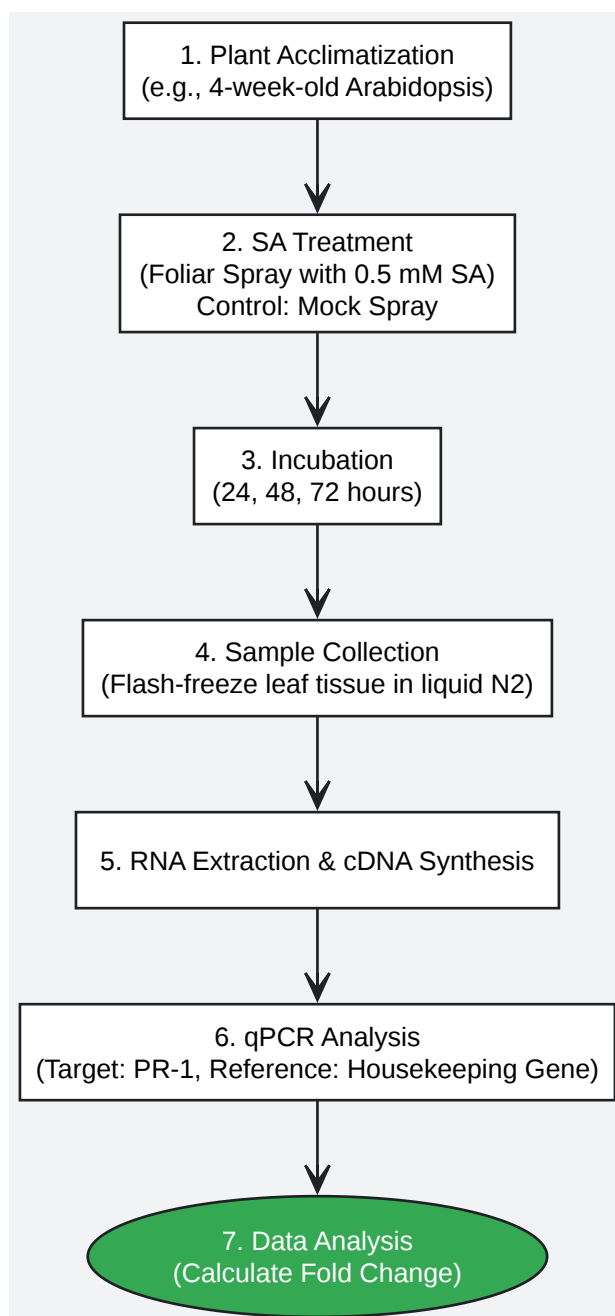 1. Plant Acclimatization
(e.g., 4-week-old Arabidopsis)
2. SA Treatment
(Foliar Spray with 0.5 mM SA)
Control: Mock Spray
3. Incubation
(24, 48, 72 hours)
4. Sample Collection
(Flash-freeze leaf tissue in liquid N2)
5. RNA Extraction & cDNA Synthesis
6. qPCR Analysis
(Target: PR-1, Reference: Housekeeping Gene)
7. Data Analysis
(Calculate Fold Change)